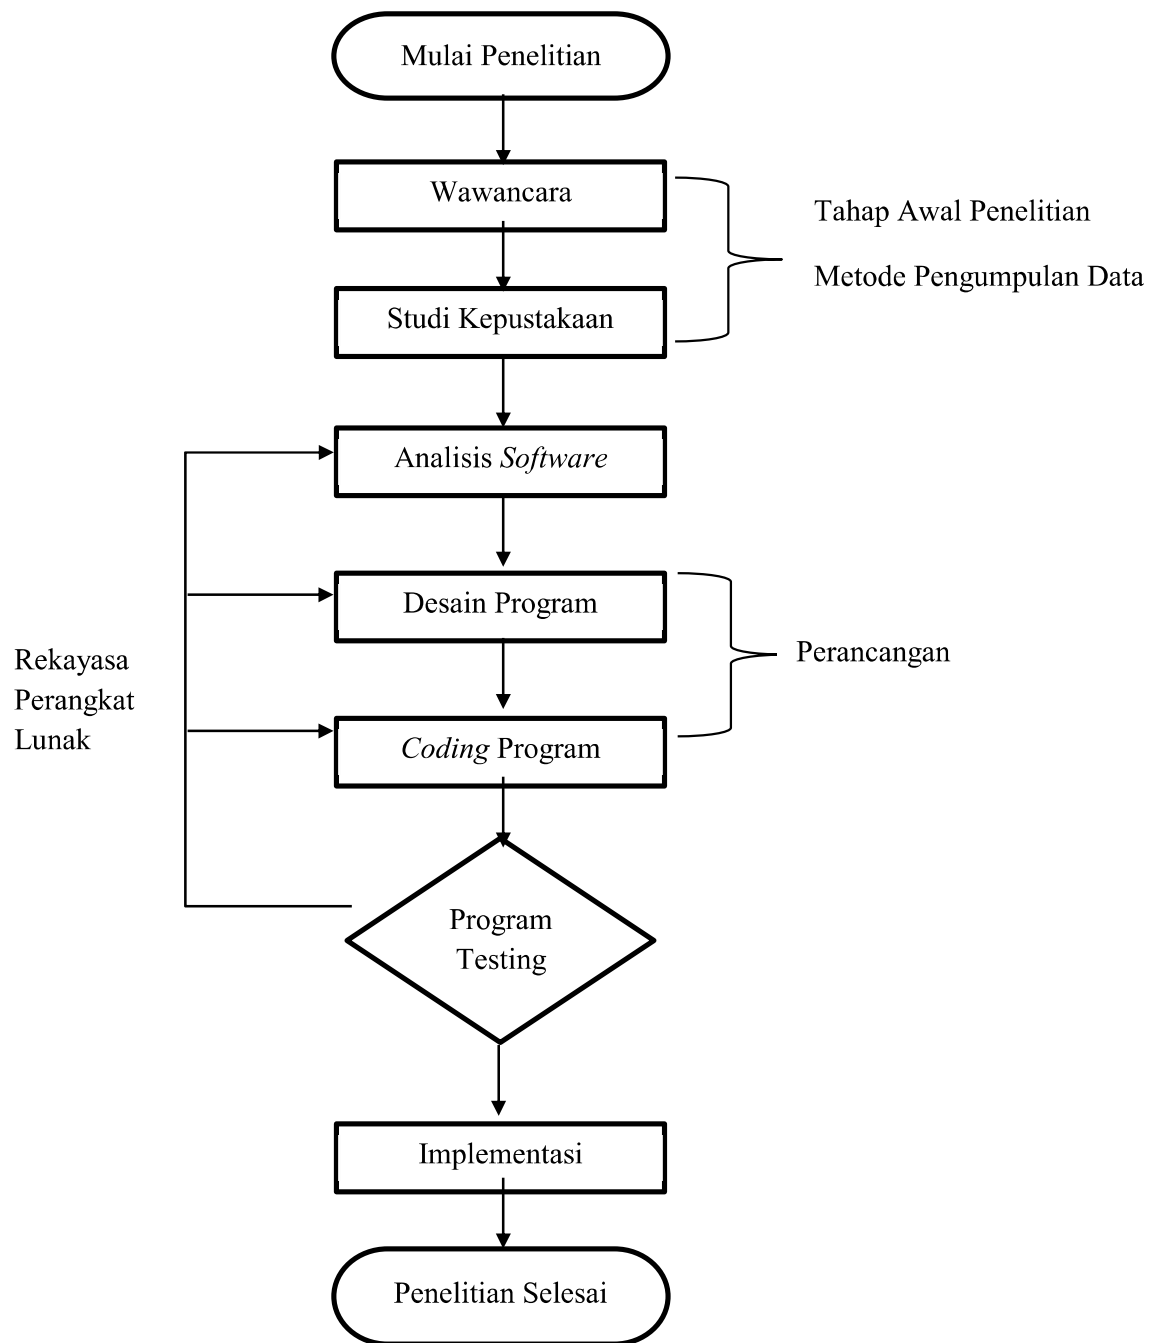 Mulai Penelitian
Wawancara
Tahap Awal Penelitian
Metode Pengumpulan Data
Studi Kepustakaan
Analisis Software
Desain Program
Rekayasa
Perangkat
Lunak
Perancangan
Coding Program
Program
Testing
Implementasi
Penelitian Selesai